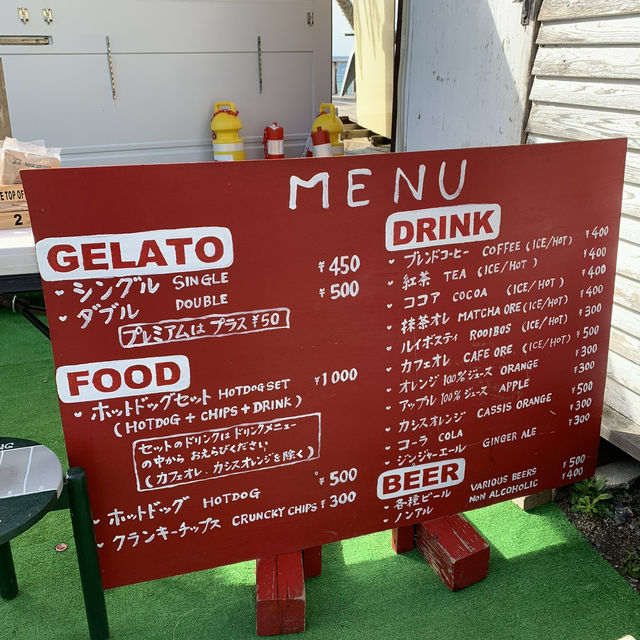 MENU
GELATO
シングル SINGLE ¥450
ダブル DOUBLE ¥500
プレミアムは プラス ¥50
FOOD
ホットドッグセット HOTDOG SET ¥1000
(HOTDOG + CHIPS + DRINK)
セットのドリンクは ドリンクメニュー
の中から おえらびください
(カフェオレ、カシスオレンジを除く)
ホットドッグ HOTDOG ¥500
クランキーチップス CRUNCKY CHIPS ¥300
DRINK
ブレンドコーヒー COFFEE (ICE/HOT) ¥400
紅茶 TEA (ICE/HOT) ¥400
ココア COCOA (ICE/HOT) ¥400
抹茶オレ MATCHA ORE (ICE/HOT) ¥400
ルイボスティ ROOIBOS (ICE/HOT) ¥300
カフェオレ CAFE ORE (ICE/HOT) ¥500
オレンジ 100%ジュース ORANGE ¥300
アップル 100%ジュース APPLE ¥300
カシスオレンジ CASSIS ORANGE ¥500
コーラ COLA ¥300
ジンジャーエール GINGER ALE ¥300
BEER
各種ビール VARIOUS BEERS ¥500
ノンアル NON ALCOHOLIC ¥400
E TOP OF
2